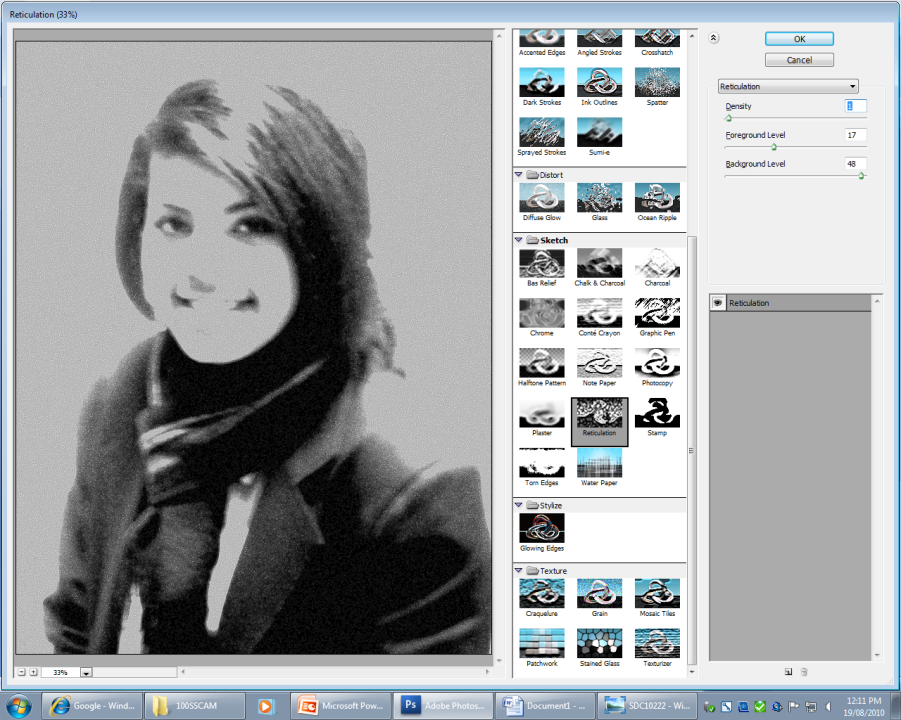 Reticulation (33%)
Accented Edges
Angled Strokes
Crosshatch
Dark Strokes
Ink Outlines
Spatter
Sprayed Strokes
Sumi-e
Distort
Diffuse Glow
Glass
Ocean Ripple
Sketch
Bas Relief
Chalk & Charcoal
Charcoal
Chrome
Conté Crayon
Graphic Pen
Halftone Pattern
Note Paper
Photocopy
Plaster
Reticulation
Stamp
Torn Edges
Water Paper
Stylize
Glowing Edges
Texture
Craquelure
Grain
Mosaic Tiles
Patchwork
Stained Glass
Texturizer
OK
Cancel
Reticulation
Density 1
Foreground Level 17
Background Level 48
Reticulation
33%
Google - Wind...
100SSCAM
Microsoft Pow...
Ps Adobe Photos...
Document1 - ...
SDC10222 - Wi...
12:11 PM
19/08/2010